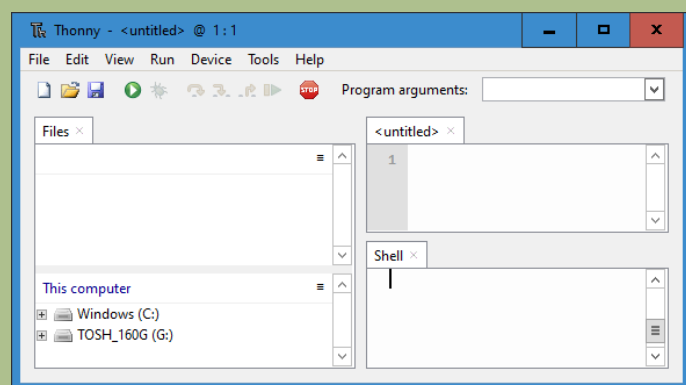 Thonny - <untitled> @ 1:1
File Edit View Run Device Tools Help
STOP Program arguments:
Files
<untitled>
1
Shell
This computer
Windows (C:)
TOSH_160G (G:)